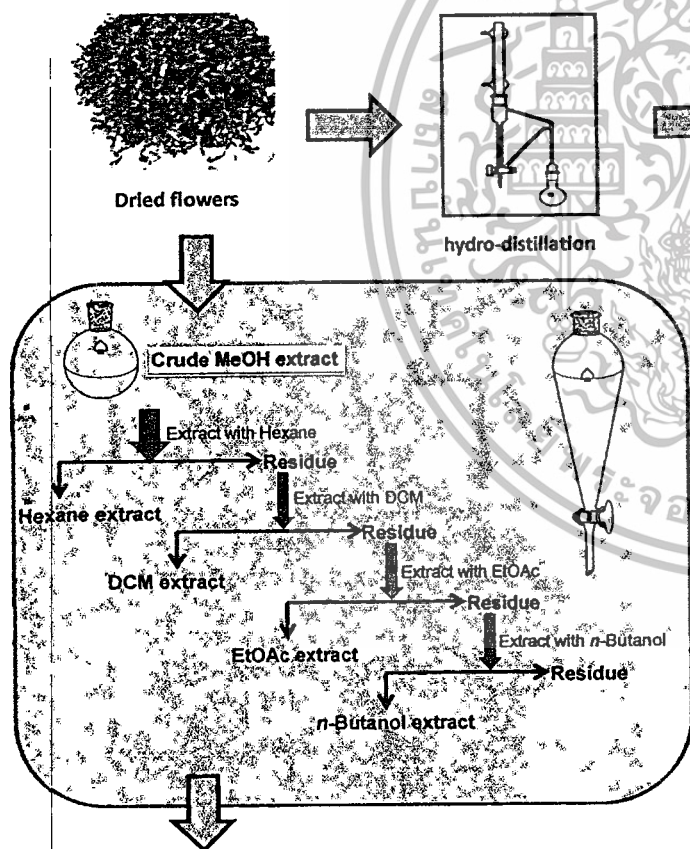 Dried flowers
hydro-distillation
Crude MeOH extract
Extract with Hexane
Residue
Hexane extract
Extract with DCM
Residue
DCM extract
Extract with EtOAc
Residue
EtOAc extract
Extract with n-Butanol
Residue
n-Butanol extract